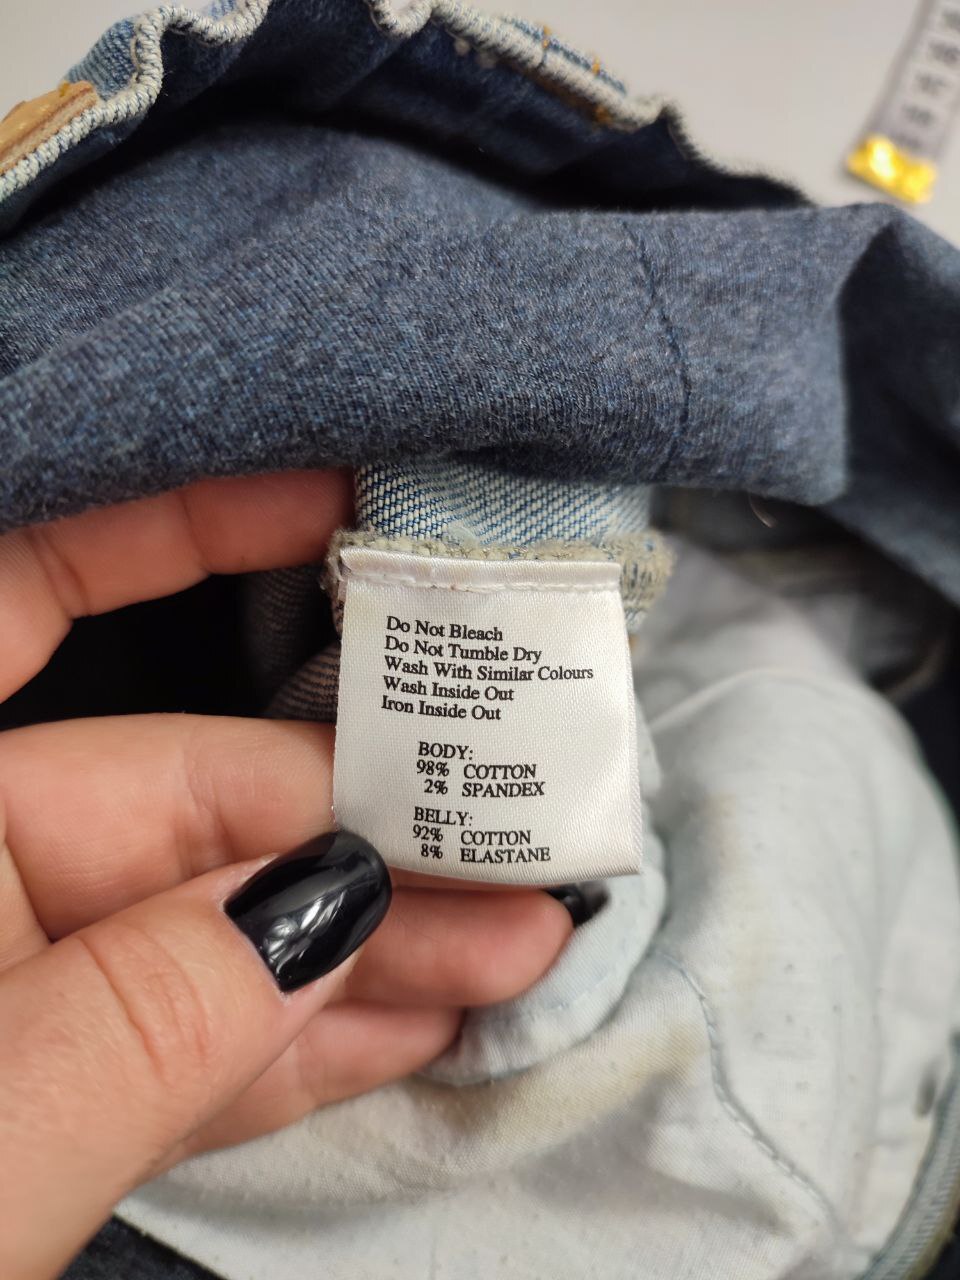 Do Not Bleach
Do Not Tumble Dry
Wash With Similar Colours
Wash Inside Out
Iron Inside Out
BODY:
98% COTTON
2% SPANDEX
BELLY:
92% COTTON
8% ELASTANE